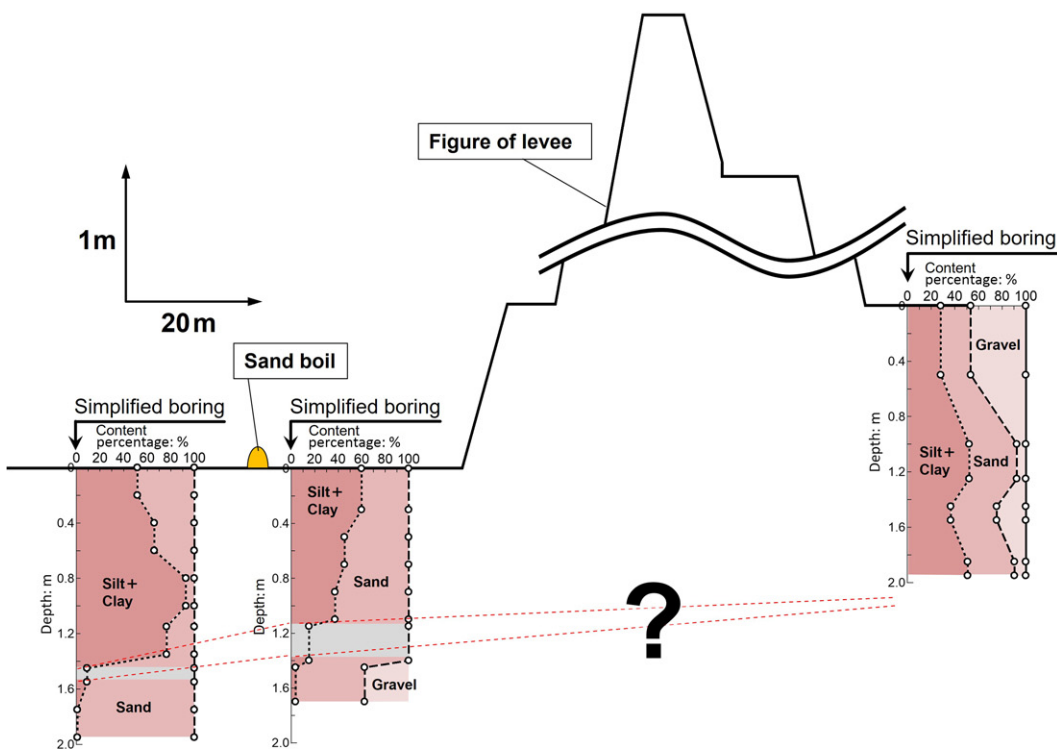 Figure of levee
1m
20m
Sand boil
Simplified boring
Content
percentage: %
0 20 40 60 80 100
Depth: m
0
0.4
0.8
1.2
1.6
2.0
Silt+
Clay
Sand
Simplified boring
Content
percentage: %
0 20 40 60 80 100
Depth: m
0
0.4
0.8
1.2
1.6
2.0
Silt+
Clay
Sand
Gravel
?
Simplified boring
Content
percentage: %
0 20 40 60 80 100
Depth: m
0
0.4
0.8
1.2
1.6
2.0
Gravel
Silt+
Clay
Sand